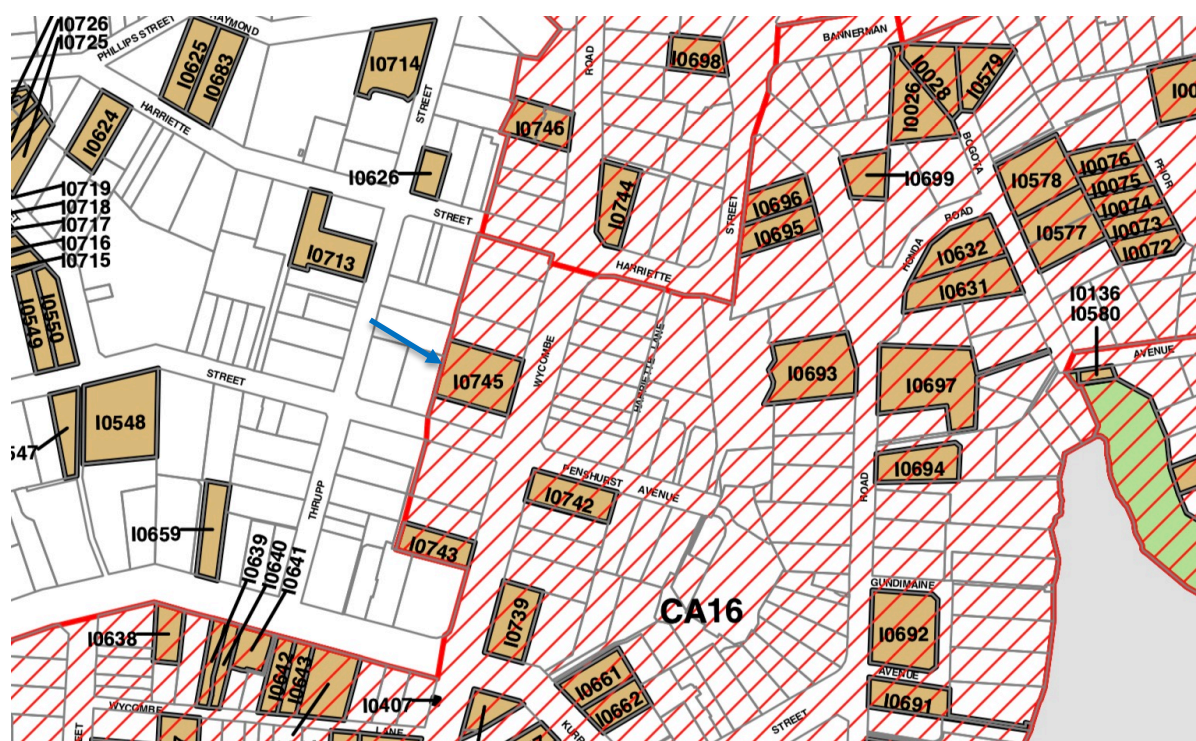 I0726
I0725
PHILLIPS STREET
RAYMOND
I0625
I0683
I0714
ROAD
I0698
BANNERMAN
I0028
I0579
I0026
I00
I0624
HARRIETTE
STREET
I0746
BOGOTA
I0626
I0744
I0699
I0578
I0076
I0075
PRIOR
I0719
I0718
I0717
I0716
I0715
STREET
I0696
I0695
STREET
ROAD
I0074
I0577
I0073
I0072
I0713
HARRIETTE
HONDA
I0632
I0631
I0136
I0580
I0549
I0550
WYCOMBE
HARRIETTE LANE
AVENUE
STREET
I0745
I0693
I0697
I0548
547
PENSHURST
AVENUE
I0694
I0742
ROAD
THRUPP
I0659
I0743
I0639
I0640
I0641
GUNDIMAINE
CA16
I0638
I0739
I0692
I0642
I0643
I0661
I0662
AVENUE
I0407
I0691
WYCOMBE
LANE
STREET
KURR